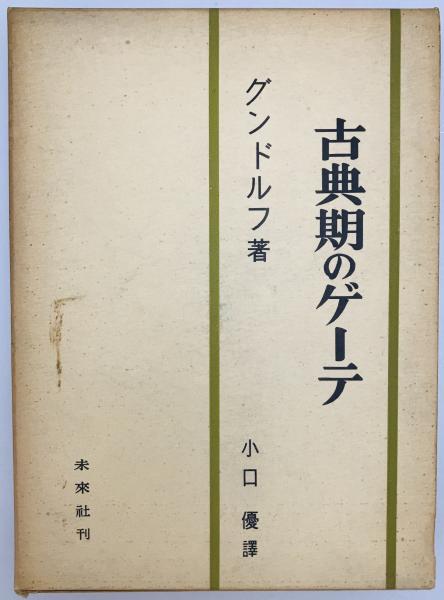 古典期のゲーテ
グンドルフ著
小口優譯
未來社刊